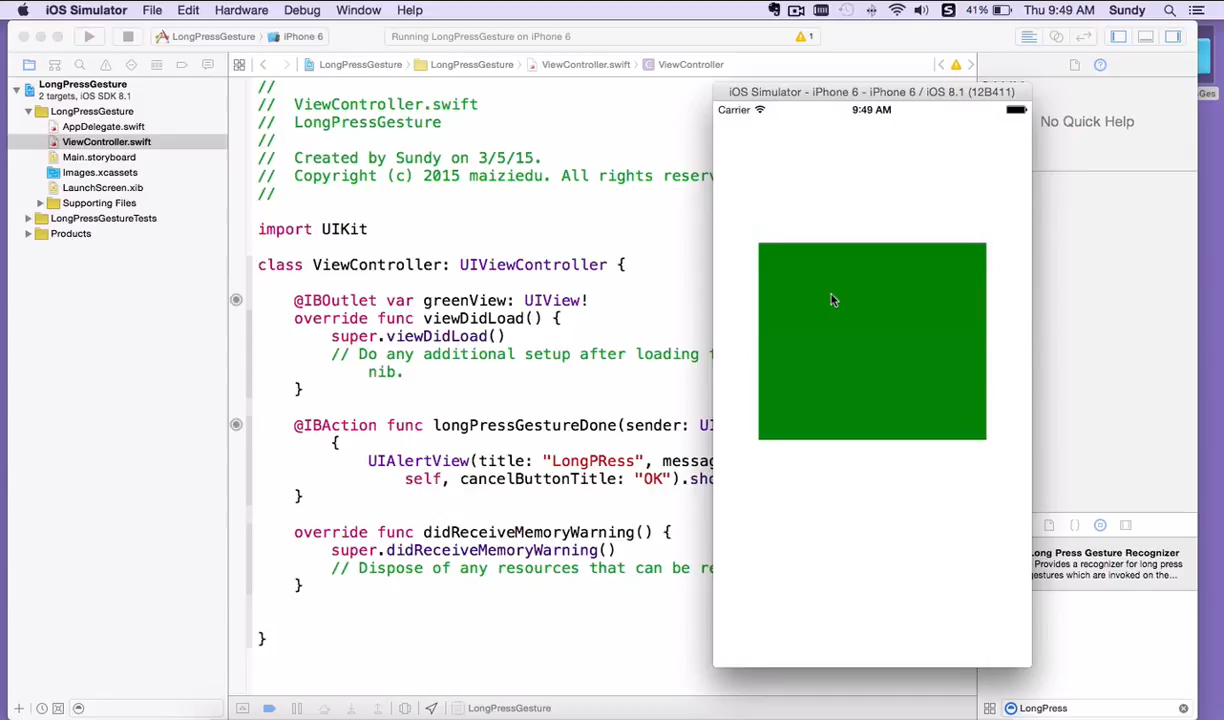 iOS Simulator File Edit Hardware Debug Window Help 41% Thu 9:49 AM Sundy
LongPressGesture iPhone 6 Running LongPressGesture on iPhone 6 1
LongPressGesture LongPressGesture ViewController.swift ViewController
LongPressGesture
2 targets, iOS SDK 8.1
LongPressGesture
AppDelegate.swift
ViewController.swift
Main.storyboard
Images.xcassets
LaunchScreen.xib
Supporting Files
LongPressGestureTests
Products
//
// ViewController.swift
// LongPressGesture
//
// Created by Sundy on 3/5/15.
// Copyright (c) 2015 maiziedu. All rights reserv
//
import UIKit
class ViewController: UIViewController {
@IBOutlet var greenView: UIView!
override func viewDidLoad() {
super.viewDidLoad()
// Do any additional setup after loading t
nib.
}
@IBAction func longPressGestureDone(sender: UI
{
UIAlertView(title: "LongPRess", messag
self, cancelButtonTitle: "OK").sho
}
override func didReceiveMemoryWarning() {
super.didReceiveMemoryWarning()
// Dispose of any resources that can be re
}
}
LongPressGesture
iOS Simulator - iPhone 6 - iPhone 6 / iOS 8.1 (12B411)
Carrier 9:49 AM
No Quick Help
Long Press Gesture Recognizer
Provides a recognizer for long press
gestures which are invoked on the...
LongPress